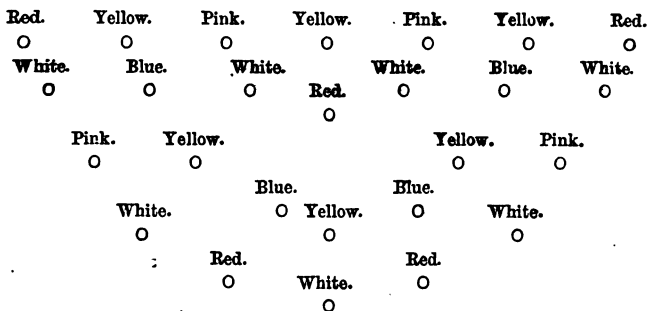 Red. Yellow. Pink. Yellow. Pink. Yellow. Red.
White. Blue. White. White. Blue. White.
Red.
Pink. Yellow. Yellow. Pink.
Blue. Blue.
White. Yellow. White.
Red. Red.
White.